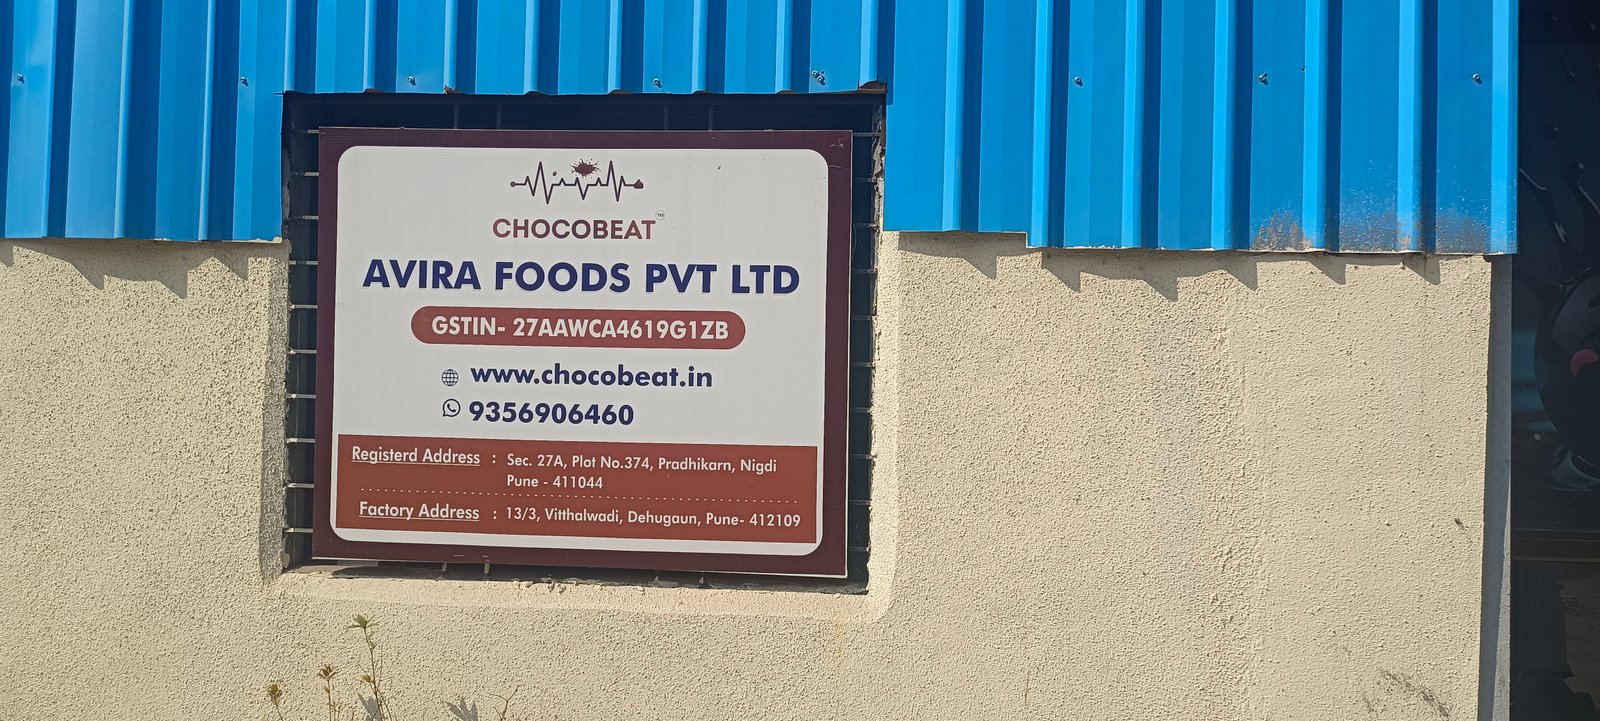 CHOCOBEAT™
AVIRA FOODS PVT LTD
GSTIN- 27AAWCA4619G1ZB
www.chocobeat.in
9356906460
Registerd Address : Sec. 27A, Plot No.374, Pradhikarn, Nigdi
Pune - 411044
Factory Address : 13/3, Vitthalwadi, Dehugaun, Pune- 412109